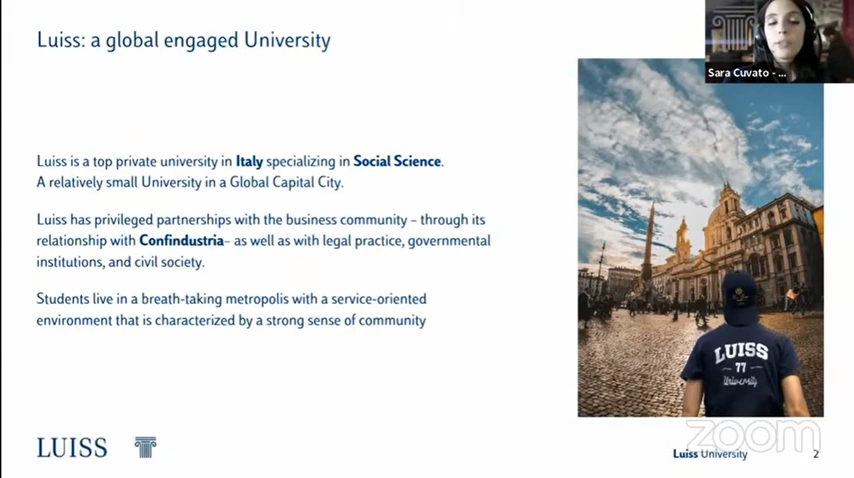 Luiss: a global engaged University
Sara Cuvato - ...
Luiss is a top private university in Italy specializing in Social Science.
A relatively small University in a Global Capital City.
Luiss has privileged partnerships with the business community – through its
relationship with Confindustria– as well as with legal practice, governmental
institutions, and civil society.
Students live in a breath-taking metropolis with a service-oriented
environment that is characterized by a strong sense of community
LUISS
77
University
LUISS
zoom
Luiss University
2